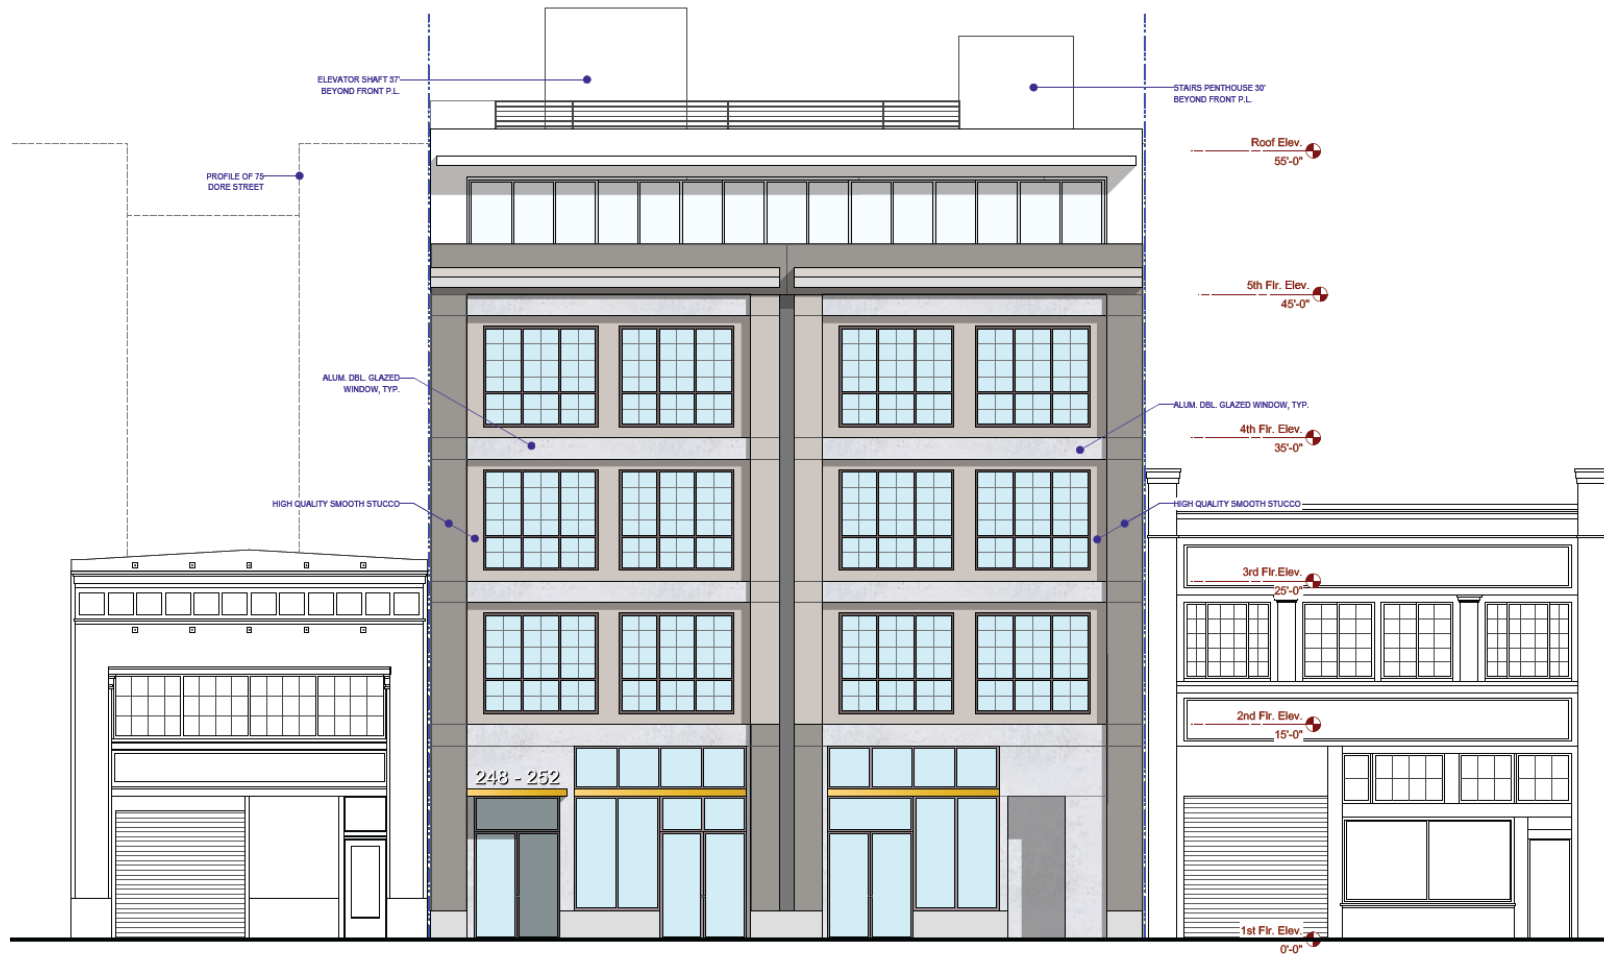 ELEVATOR SHAFT 37'
BEYOND FRONT P.L.
STAIRS PENTHOUSE 30'
BEYOND FRONT P.L.
Roof Elev.
55'-0"
PROFILE OF 75
DORE STREET
5th Flr. Elev.
45'-0"
ALUM. DBL. GLAZED
WINDOW, TYP.
ALUM. DBL. GLAZED WINDOW, TYP.
4th Flr. Elev.
35'-0"
HIGH QUALITY SMOOTH STUCCO
HIGH QUALITY SMOOTH STUCCO
3rd Flr.Elev.
25'-0"
2nd Flr. Elev.
15'-0"
248 - 252
1st Flr. Elev.
0'-0"